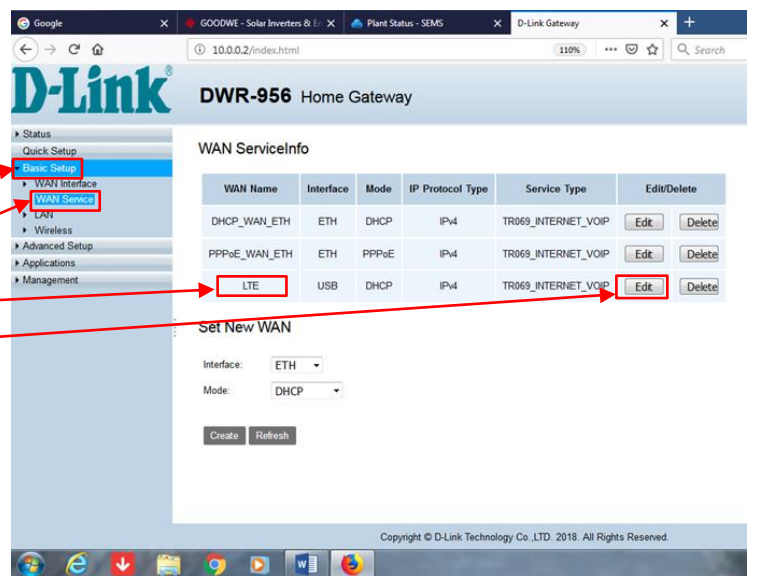 Google
GOODWE - Solar Inverters & En
Plant Status - SEMS
D-Link Gateway
10.0.0.2/index.html
110%
Search
D-Link®
DWR-956 Home Gateway
Status
Quick Setup
Basic Setup
WAN Interface
WAN Service
LAN
Wireless
Advanced Setup
Applications
Management
WAN ServiceInfo
WAN Name Interface Mode IP Protocol Type Service Type Edit/Delete
DHCP_WAN_ETH ETH DHCP IPv4 TR069_INTERNET_VOIP Edit Delete
PPPoE_WAN_ETH ETH PPPoE IPv4 TR069_INTERNET_VOIP Edit Delete
LTE USB DHCP IPv4 TR069_INTERNET_VOIP Edit Delete
Set New WAN
Interface: ETH
Mode: DHCP
Create Refresh
Copyright © D-Link Technology Co.,LTD. 2018. All Rights Reserved.